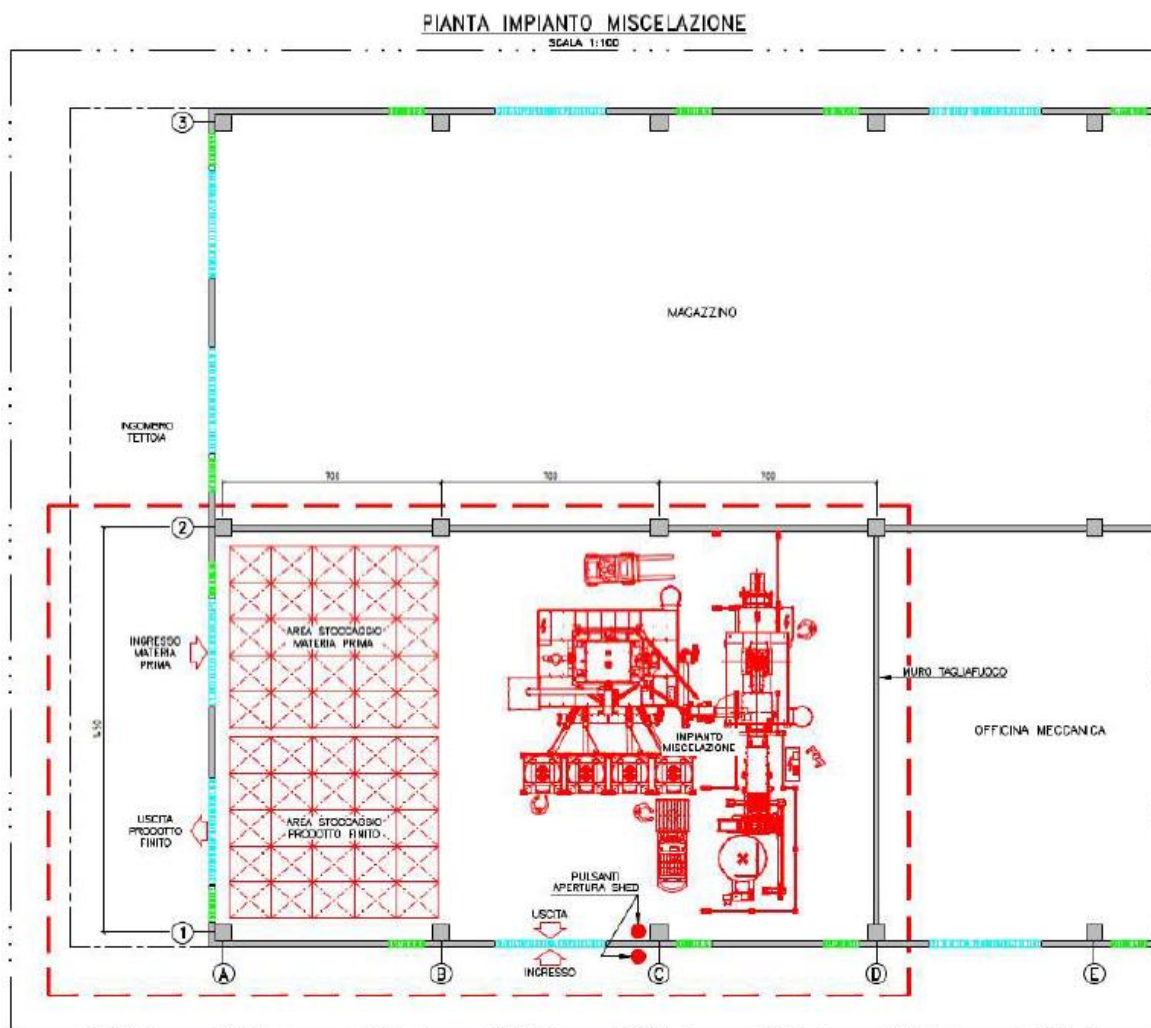 PIANTA IMPIANTO MISCELAZIONE
SCALA 1:100
3
MAGAZZINO
INGOMBRO
TETTOIA
700
700
700
2
AREA STOCCAGGIO
MATERIA PRIMA
INGRESSO
MATERIA
PRIMA
MURO TAGLIAFUOCO
OFFICINA MECCANICA
IMPIANTO
MISCELAZIONE
USCITA
PRODOTTO
FINITO
AREA STOCCAGGIO
PRODOTTO FINITO
PULSANTI
APERTURA SHED
USCITA
1
INGRESSO
A
B
C
D
E